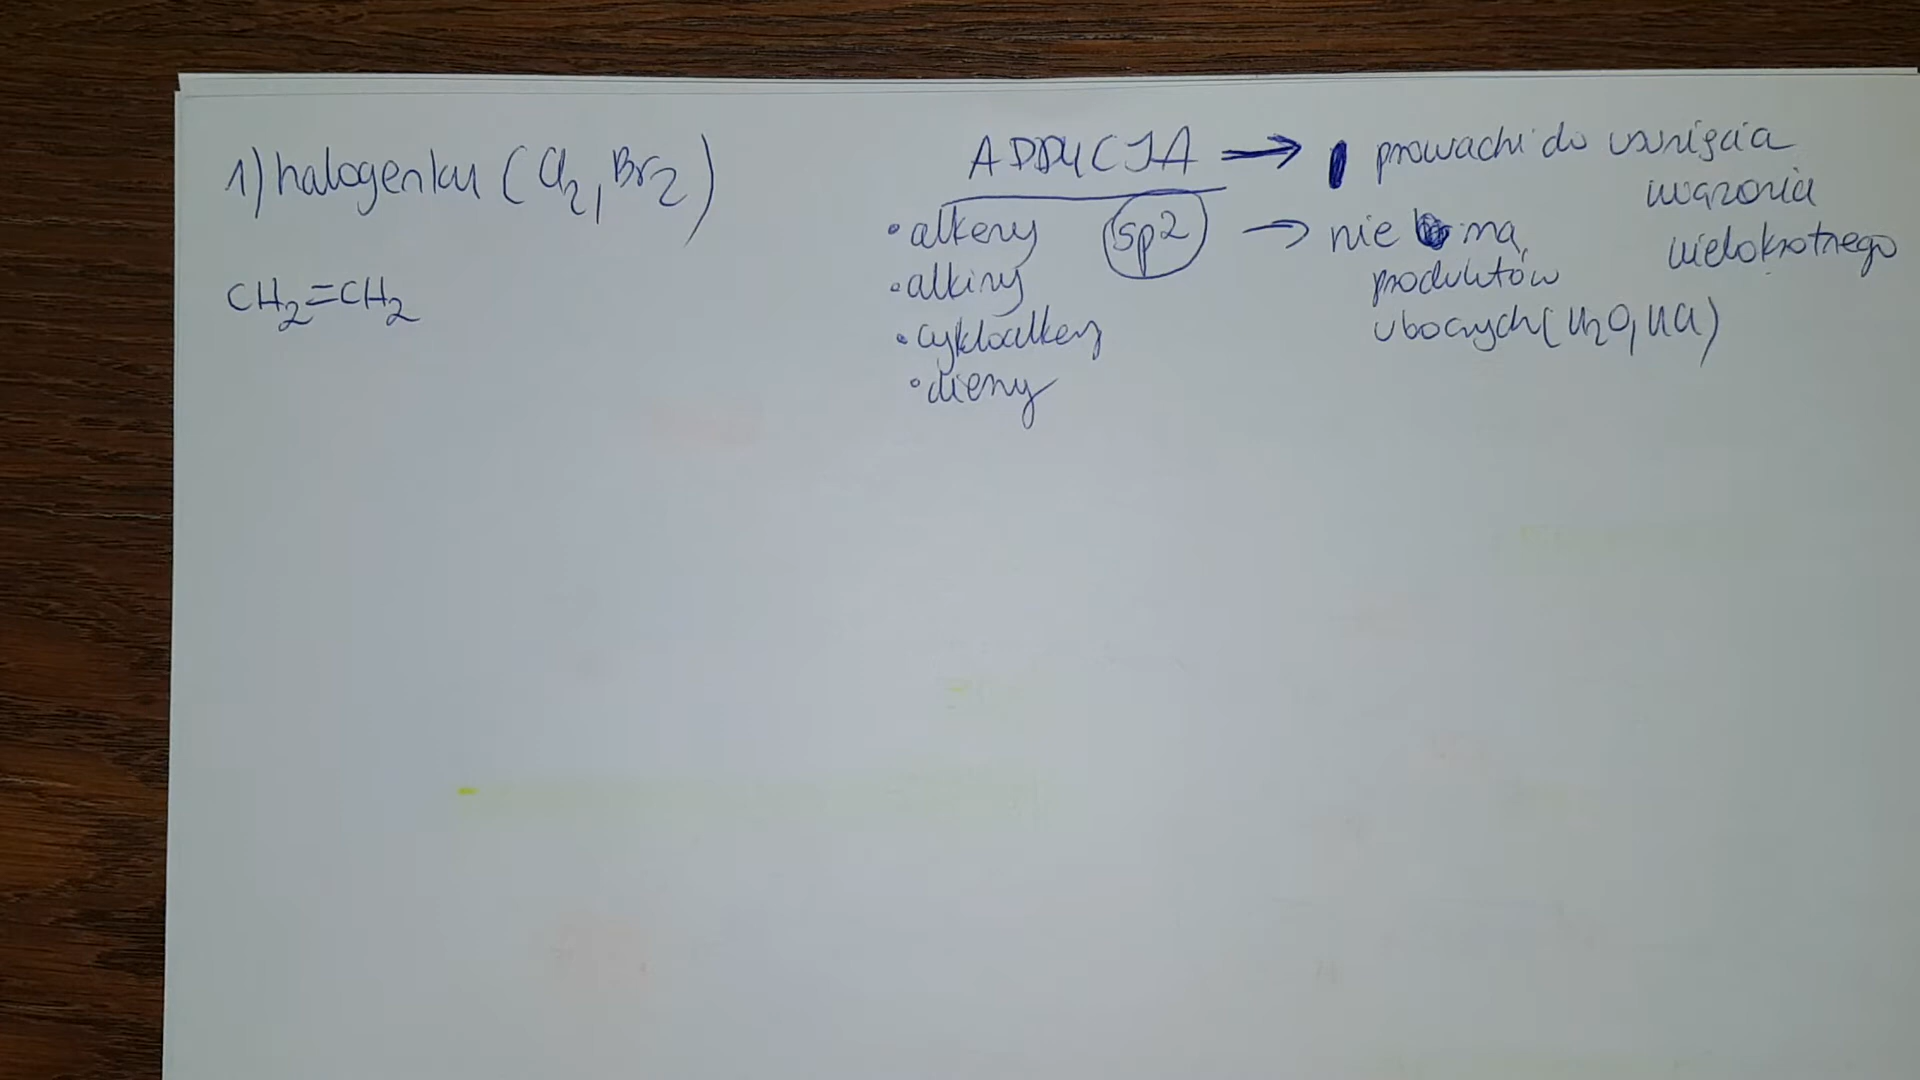 1) halogenku (Cl2, Br2)
CH2=CH2
ADDYCJA → prowadzi do usunięcia
wiązania
wielokrotnego
• alkeny sp2 → nie ma
• alkiny produktów
ubocznych (H2O, HCl)
• cykloalkeny
• dieny